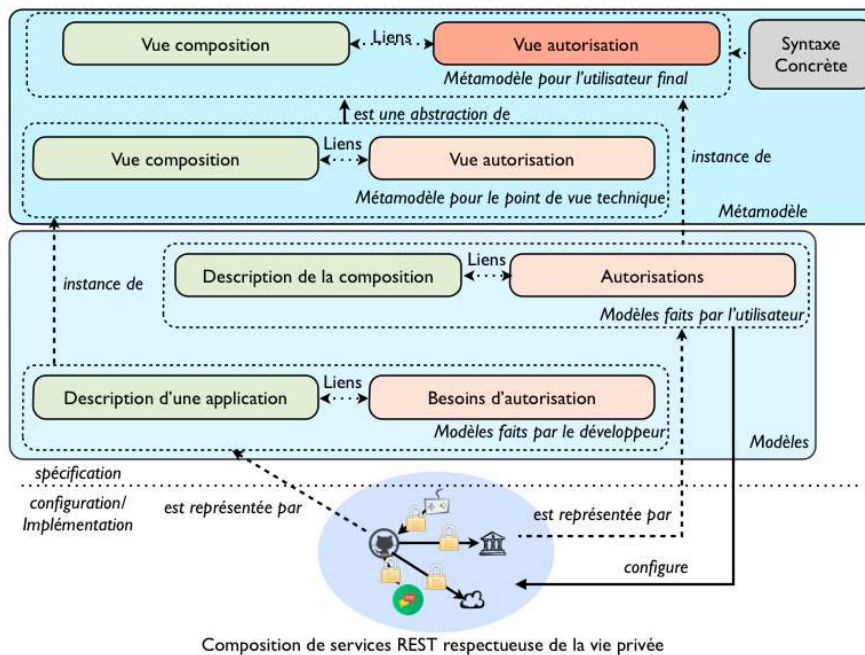 Vue composition
Liens
Vue autorisation
Syntaxe
Concrète
Métamodèle pour l'utilisateur final
est une abstraction de
Vue composition
Liens
Vue autorisation
instance de
Métamodèle pour le point de vue technique
Métamodèle
instance de
Description de la composition
Liens
Autorisations
Modèles faits par l'utilisateur
Description d'une application
Liens
Besoins d'autorisation
Modèles faits par le développeur
Modèles
spécification
configuration/
Implémentation
est représentée par
est représentée par
configure
Composition de services REST respectueuse de la vie privée